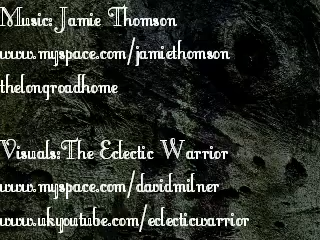 Music: Jamie Thomson
www.myspace.com/jamiethomson
thelongroadhome
Visuals:The Eclectic Warrior
www.myspace.com/davidmilner
www.ukyoutube.com/eclecticwarrior